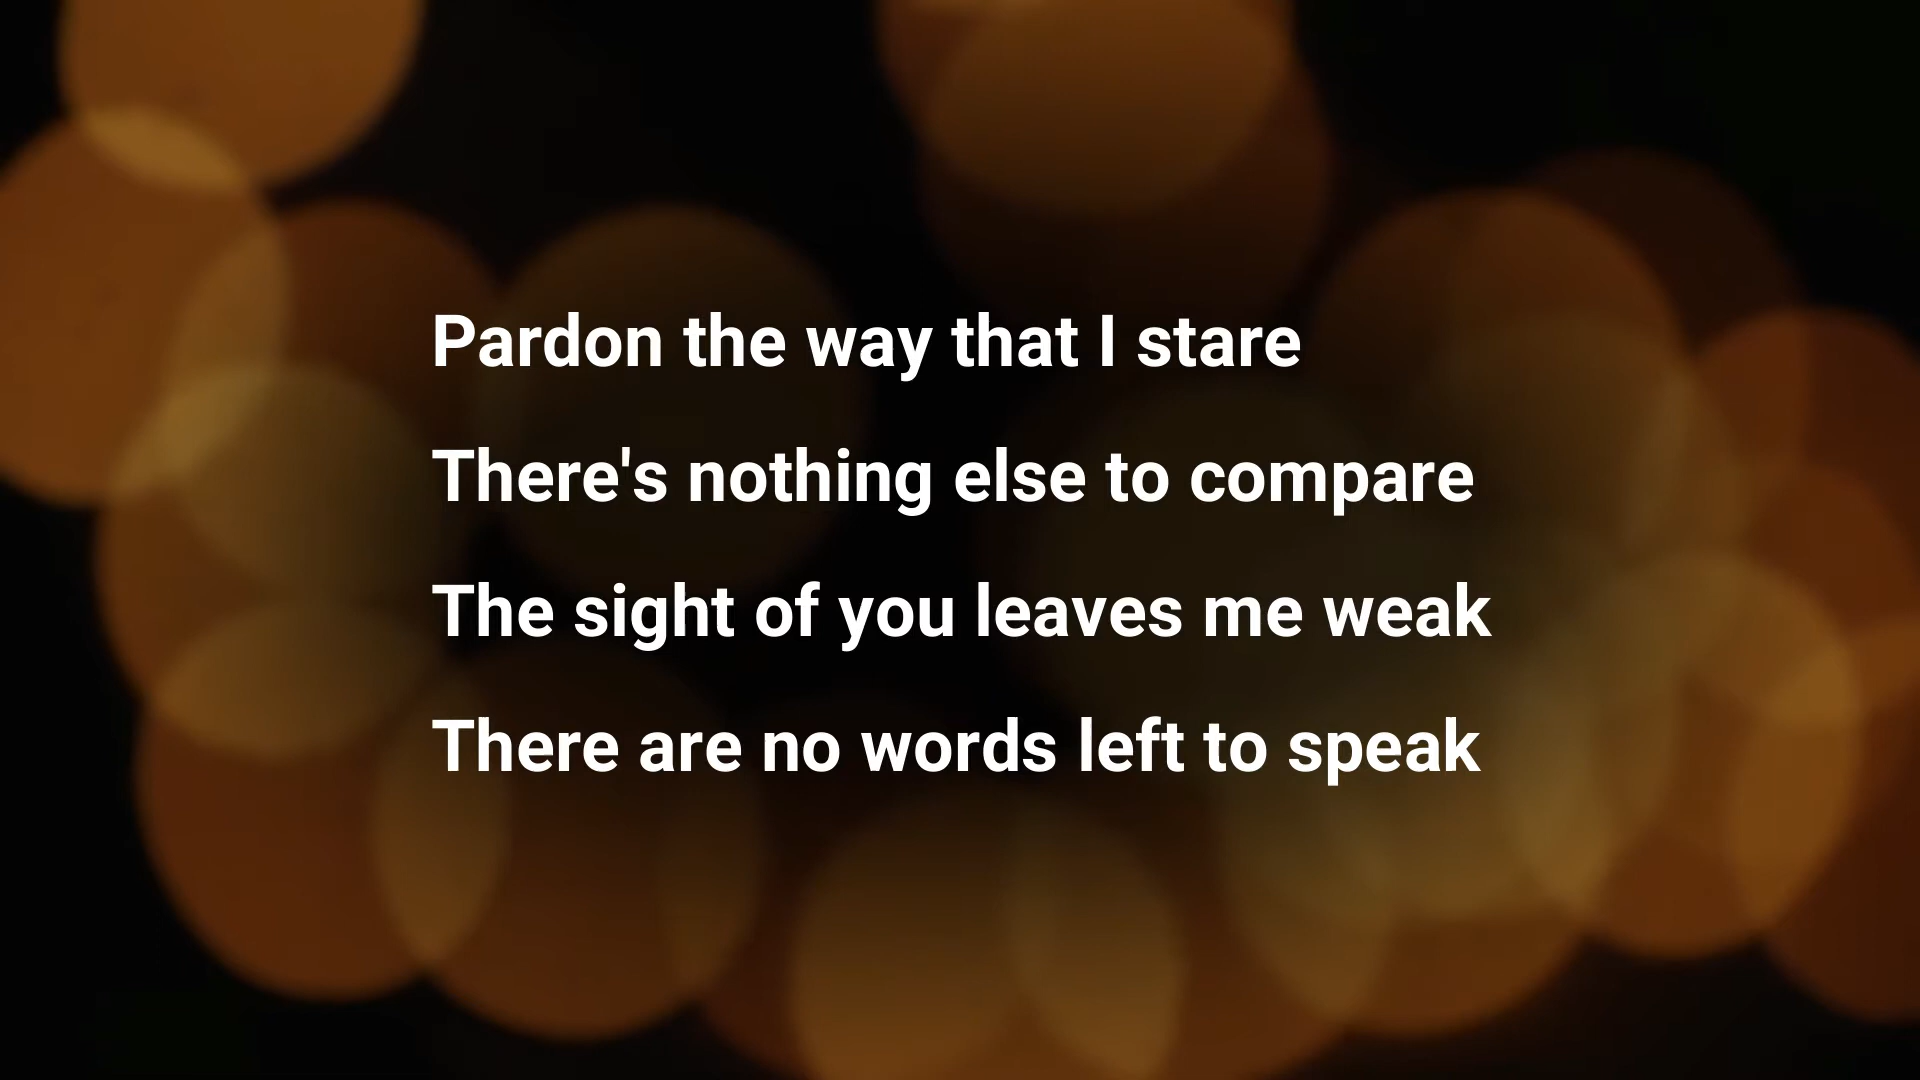 Pardon the way that I stare
There's nothing else to compare
The sight of you leaves me weak
There are no words left to speak